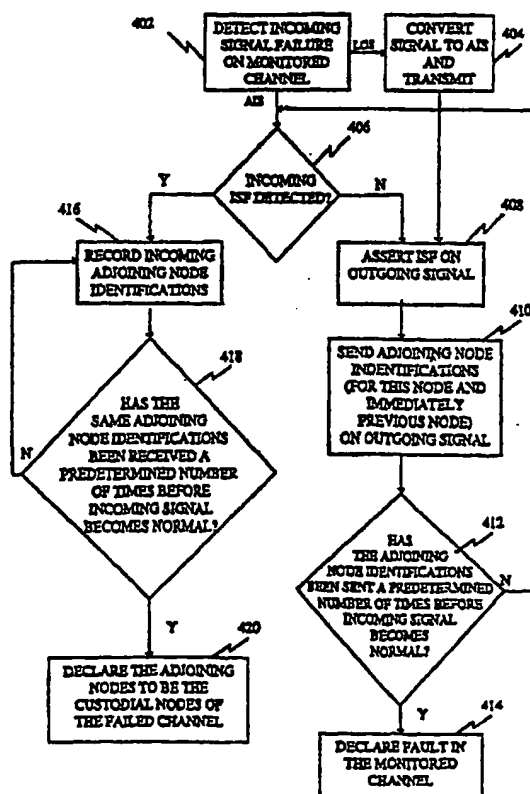 402
DETECT INCOMING
SIGNAL FAILURE
ON MONITORED
CHANNEL
LOS
CONVERT
SIGNAL TO AIS
AND
TRANSMIT
404
AIS
406
INCOMING
ISF DETECTED?
Y
N
416
RECORD INCOMING
ADJOINING NODE
IDENTIFICATIONS
408
ASSERT ISF ON
OUTGOING SIGNAL
410
SEND ADJOINING NODE
INDENTIFICATIONS
(FOR THIS NODE AND
IMMEDIATELY
PREVIOUS NODE)
ON OUTGOING SIGNAL
418
HAS THE
SAME ADJOINING
NODE IDENTIFICATIONS
BEEN RECEIVED A
PREDETERMINED NUMBER
OF TIMES BEFORE
INCOMING SIGNAL
BECOMES NORMAL?
N
Y
412
HAS
THE ADJOINING
NODE IDENTIFICATIONS
BEEN SENT A PREDETERMINED
NUMBER OF TIMES BEFORE
INCOMING SIGNAL
BECOMES
NORMAL?
N
Y
420
DECLARE THE ADJOINING
NODES TO BE THE
CUSTODIAL NODES OF
THE FAILED CHANNEL
414
DECLARE FAULT IN
THE MONITORED
CHANNEL